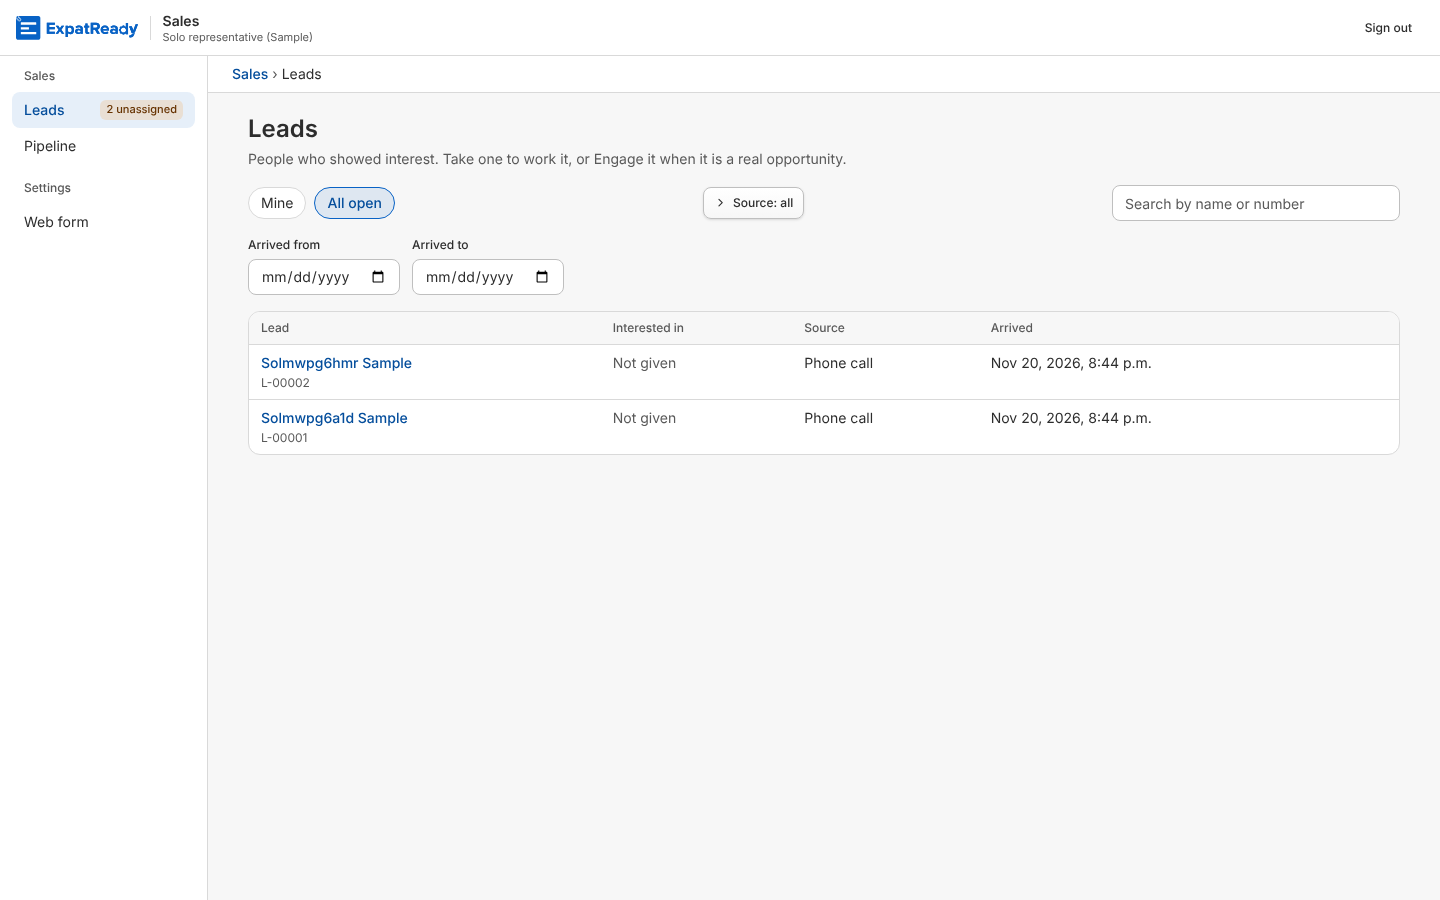 ExpatReady
Sales
Solo representative (Sample)
Sign out
Sales
Leads
2 unassigned
Pipeline
Settings
Web form
Sales › Leads
Leads
People who showed interest. Take one to work it, or Engage it when it is a real opportunity.
Mine
All open
Source: all
Search by name or number
Arrived from
Arrived to
mm/dd/yyyy
mm/dd/yyyy
Lead Interested in Source Arrived
Solmwpg6hmr Sample Not given Phone call Nov 20, 2026, 8:44 p.m.
L-00002
Solmwpg6a1d Sample Not given Phone call Nov 20, 2026, 8:44 p.m.
L-00001